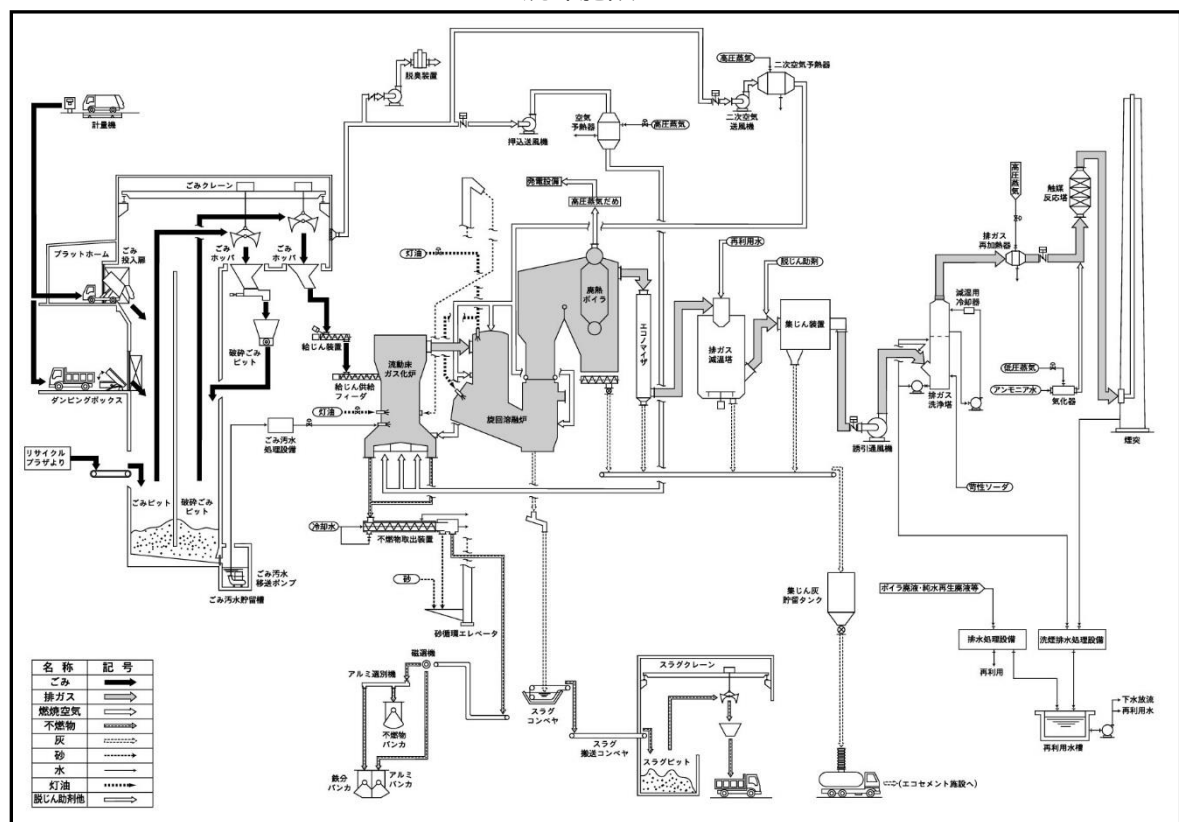 計量機
脱臭装置
押込送風機
空気
予熱器
高圧蒸気
高圧蒸気
二次空気予熱器
二次空気
送風機
ごみクレーン
プラットホーム
ごみ
投入扉
ごみ
ホッパ
ごみ
ホッパ
破砕ごみ
ピット
給じん装置
給じん供給
フィーダ
ダンピングボックス
リサイクル
プラザより
ごみピット
破砕ごみ
ピット
ごみ汚水
処理設備
ごみ汚水
移送ポンプ
ごみ汚水貯留槽
灯油
灯油
流動床
ガス化炉
旋回溶融炉
発電設備
高圧蒸気だめ
廃熱
ボイラ
エコノマイザ
再利用水
排ガス
減温塔
脱じん助剤
集じん装置
誘引通風機
高圧蒸気
排ガス
再加熱器
触媒
反応塔
減温用
冷却器
排ガス
洗浄塔
低圧蒸気
アンモニア水
気化器
煙突
苛性ソーダ
冷却水
不燃物取出装置
砂
砂循環エレベータ
磁選機
アルミ選別機
不燃物
バンカ
鉄分
バンカ
アルミ
バンカ
スラグ
コンベヤ
スラグ
搬送コンベヤ
スラグクレーン
スラグピット
集じん灰
貯留タンク
(エコセメント施設へ)
ボイラ廃液・純水再生廃液等
排水処理設備
洗煙排水処理設備
再利用
下水放流
再利用水
再利用水槽
名称 記号
ごみ
排ガス
燃焼空気
不燃物
灰
砂
水
灯油
脱じん助剤他